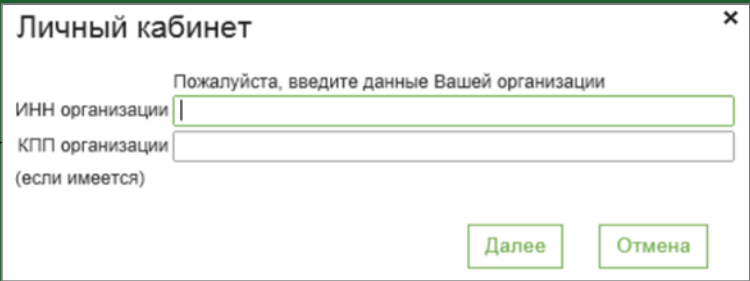 Личный кабинет
Пожалуйста, введите данные Вашей организации
ИНН организации
КПП организации
(если имеется)
Далее Отмена